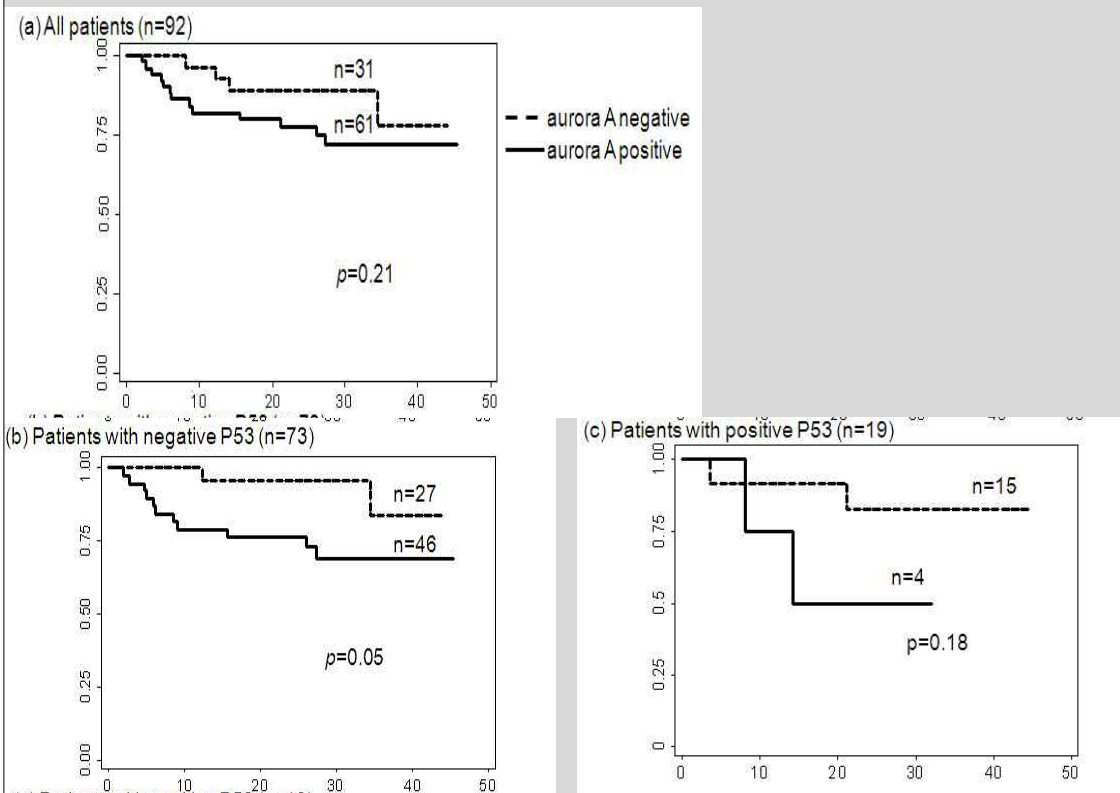 (a) All patients (n=92)
1.00
0.75
0.50
0.25
0.00
n=31
n=61
p=0.21
0 10 20 30 40 50
aurora A negative
aurora A positive
(b) Patients with negative P53 (n=73)
1.00
0.75
0.50
0.25
0.00
n=27
n=46
p=0.05
0 10 20 30 40 50
(c) Patients with positive P53 (n=19)
1.00
0.75
0.5
0.25
0
n=15
n=4
p=0.18
0 10 20 30 40 50